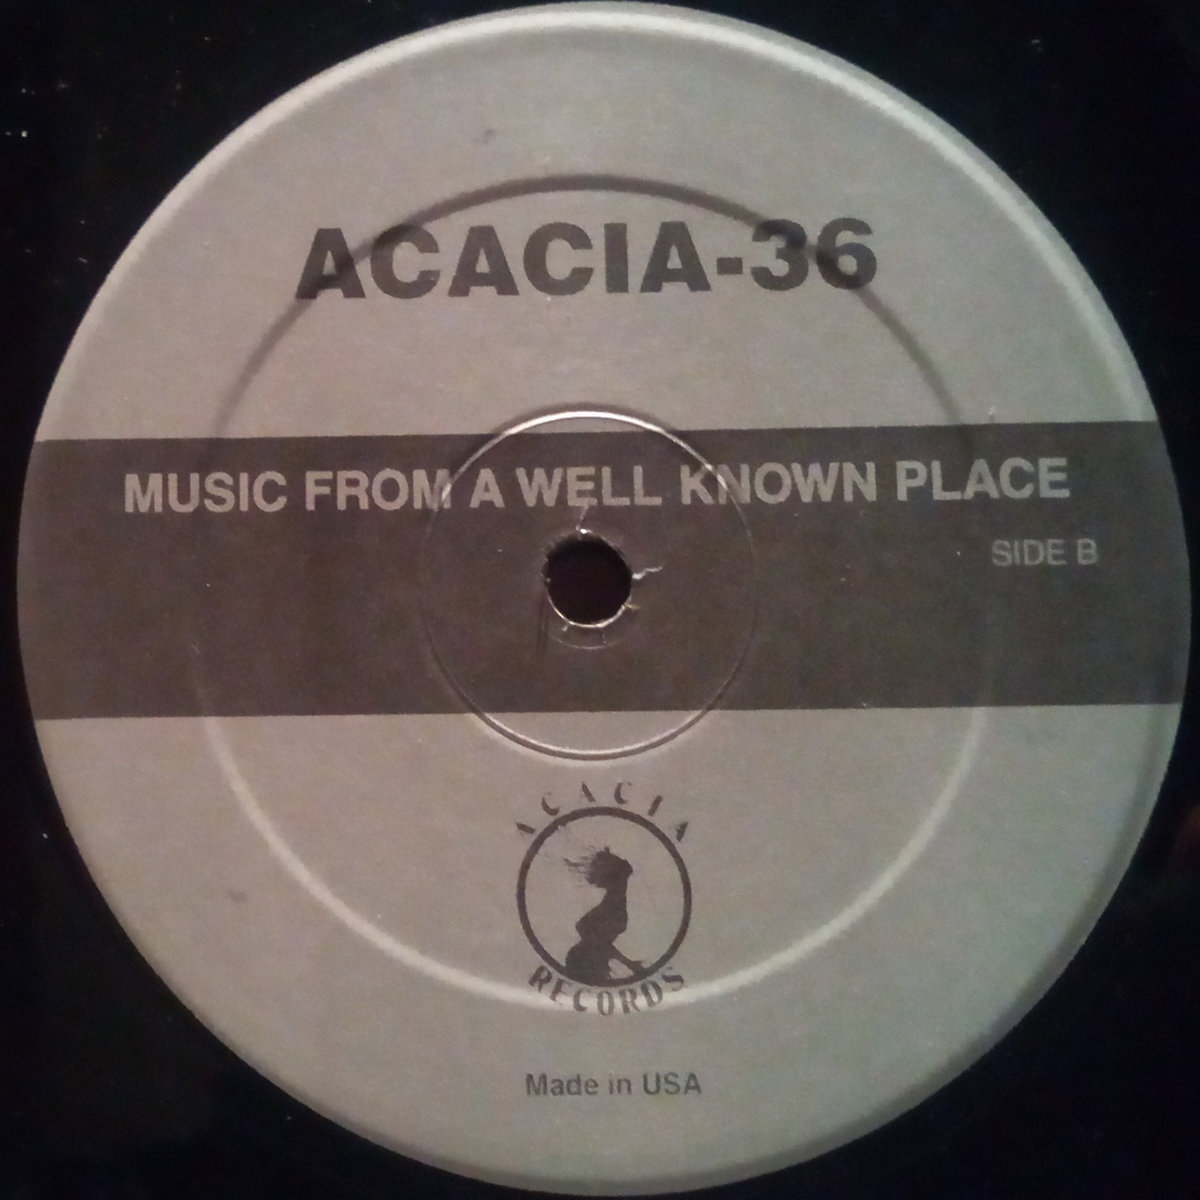 ACACIA-36
MUSIC FROM A WELL KNOWN PLACE
SIDE B
ACACIA
RECORDS
Made in USA